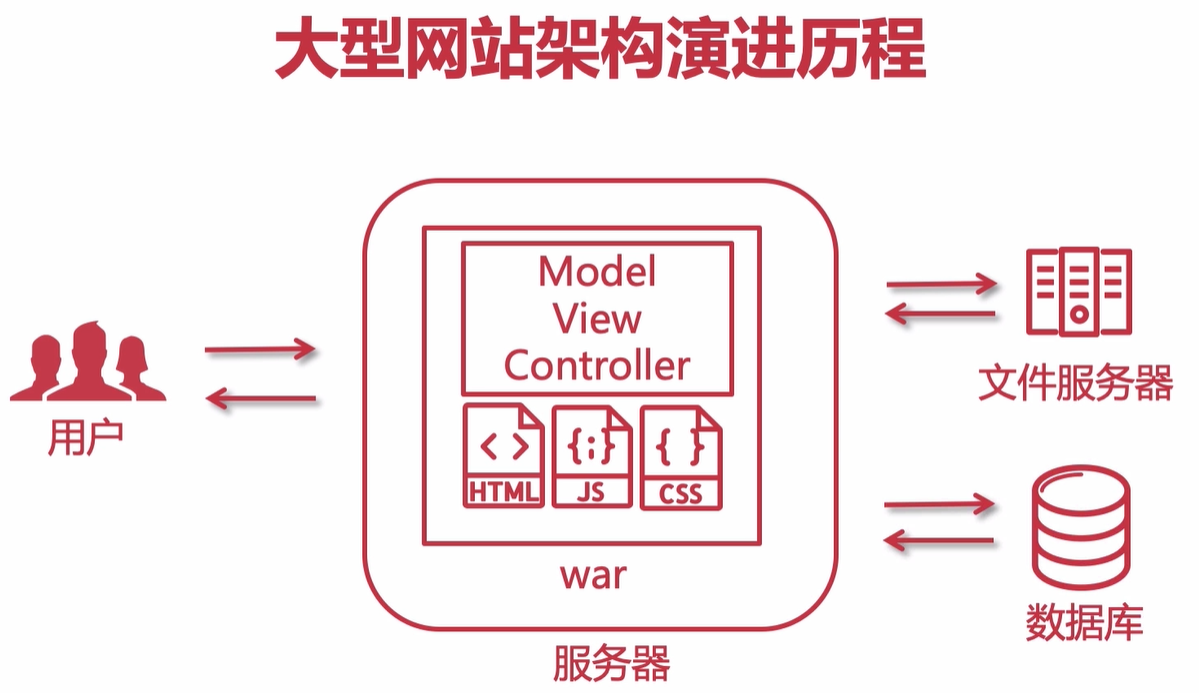 大型网站架构演进历程
Model
View
Controller
HTML
JS
CSS
war
服务器
用户
文件服务器
数据库